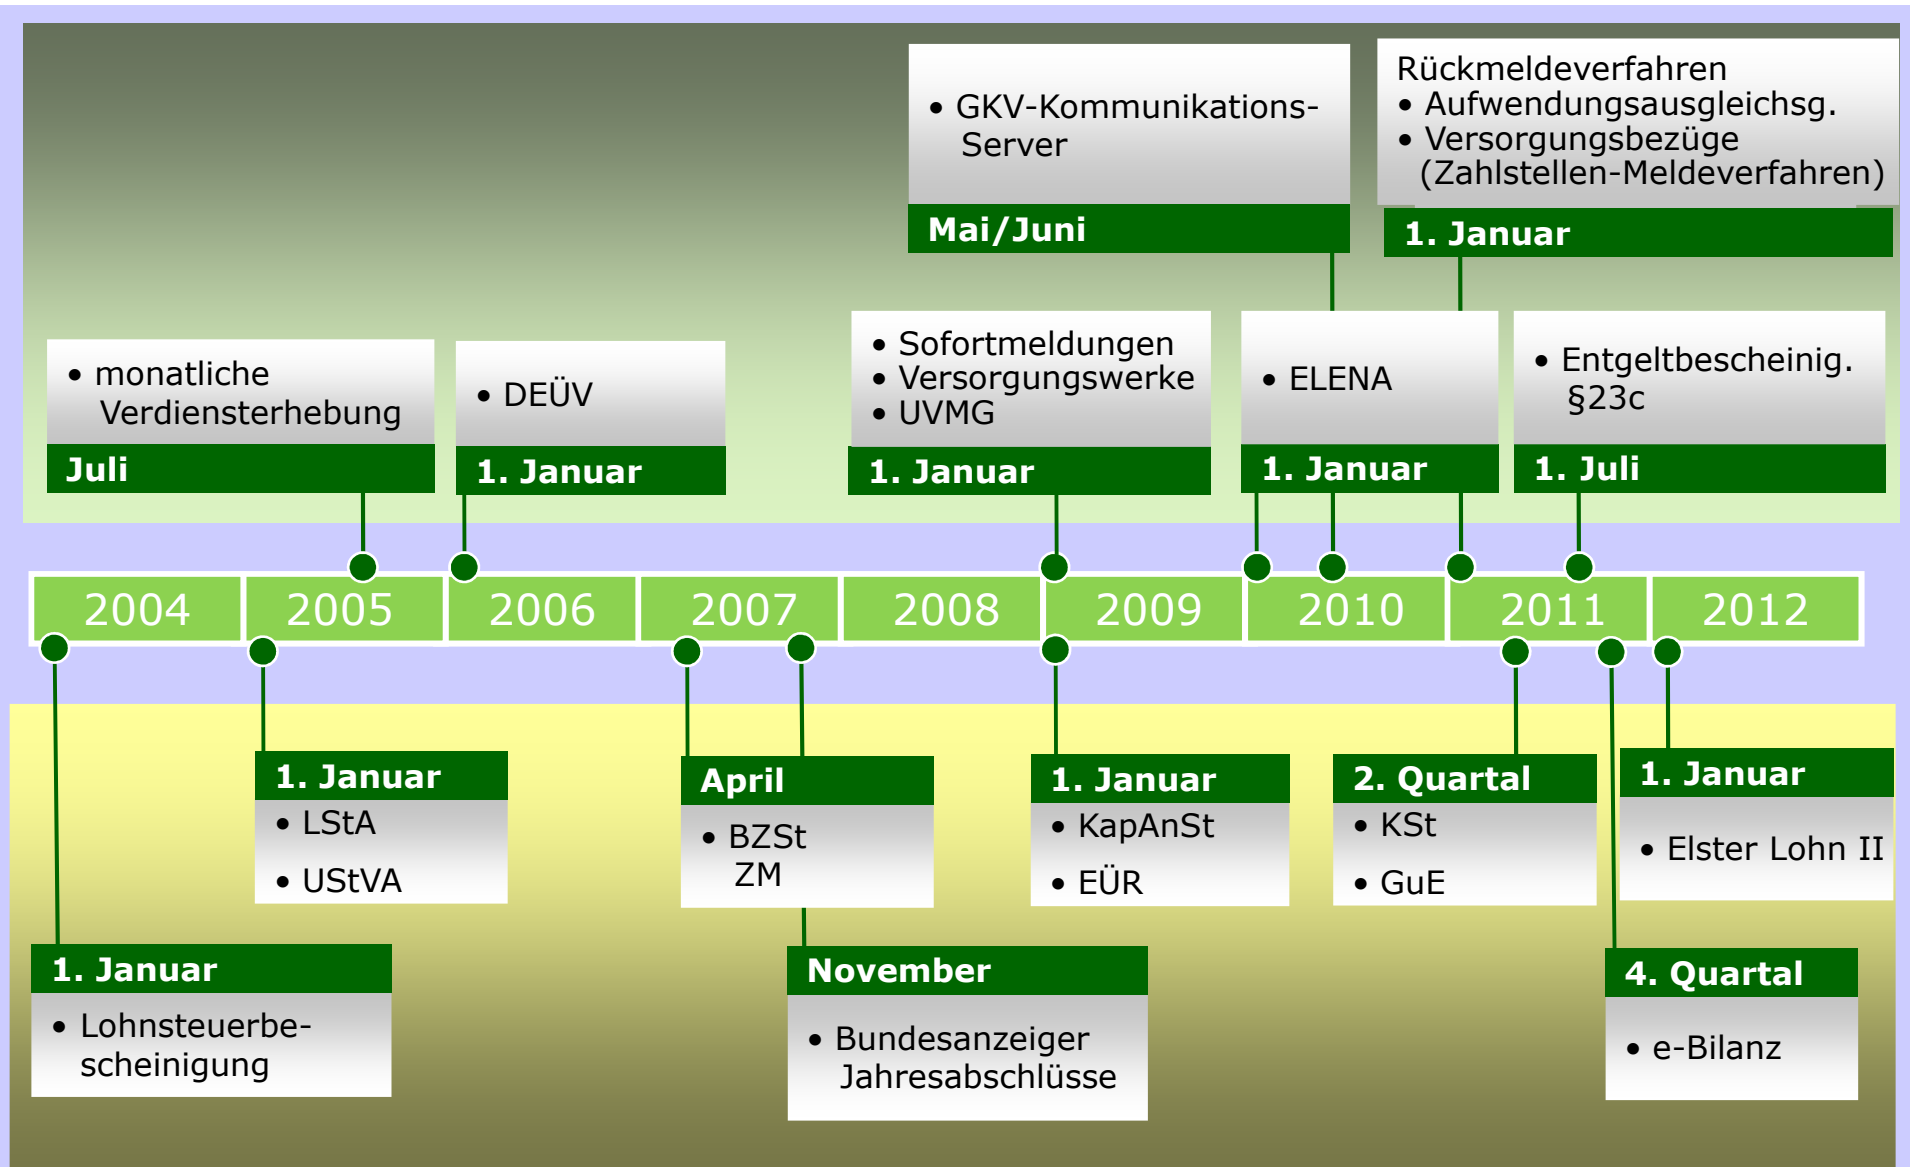 • GKV-Kommunikations-
Server
Mai/Juni
Rückmeldeverfahren
• Aufwendungsausgleichsg.
• Versorgungsbezüge
(Zahlstellen-Meldeverfahren)
1. Januar
• monatliche
Verdiensterhebung
Juli
• DEÜV
1. Januar
• Sofortmeldungen
• Versorgungswerke
• UVMG
1. Januar
• ELENA
1. Januar
• Entgeltbescheinig.
§23c
1. Juli
2004 2005 2006 2007 2008 2009 2010 2011 2012
1. Januar
• LStA
• UStVA
April
• BZSt
ZM
1. Januar
• KapAnSt
• EÜR
2. Quartal
• KSt
• GuE
1. Januar
• Elster Lohn II
1. Januar
• Lohnsteuerbe-
scheinigung
November
• Bundesanzeiger
Jahresabschlüsse
4. Quartal
• e-Bilanz